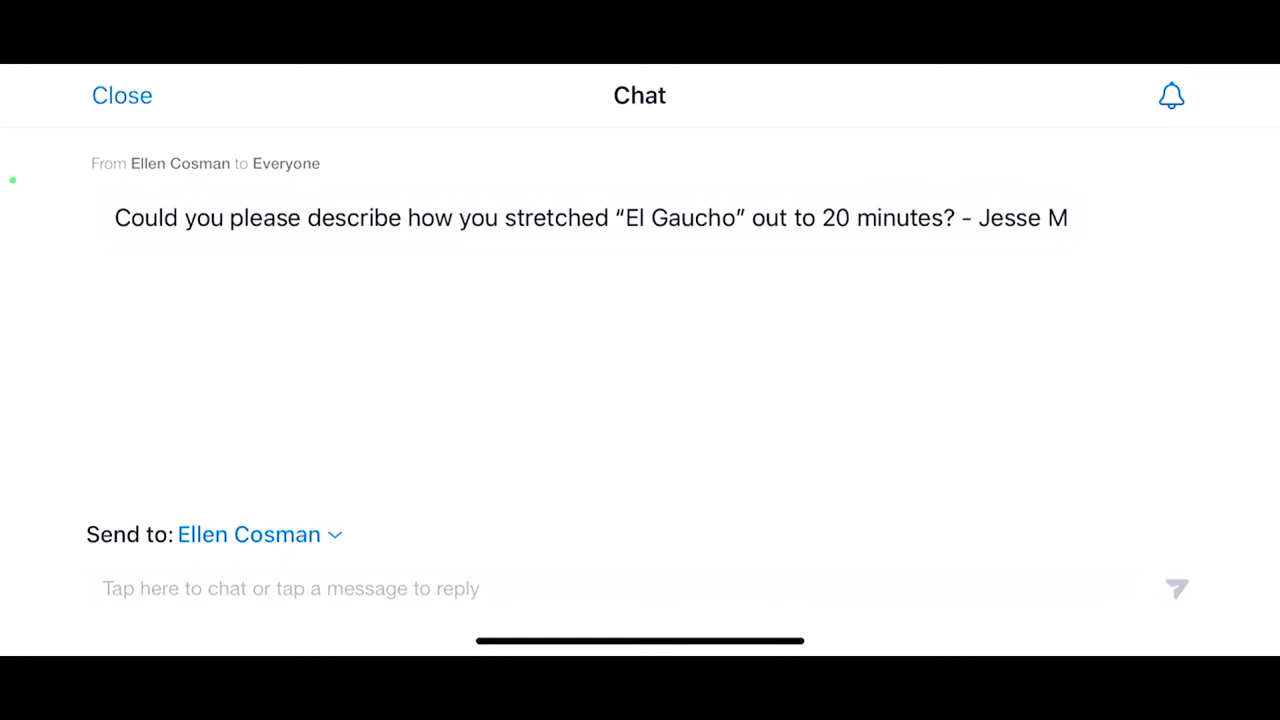 Close
Chat
From Ellen Cosman to Everyone
Could you please describe how you stretched “El Gaucho” out to 20 minutes? - Jesse M
Send to: Ellen Cosman
Tap here to chat or tap a message to reply